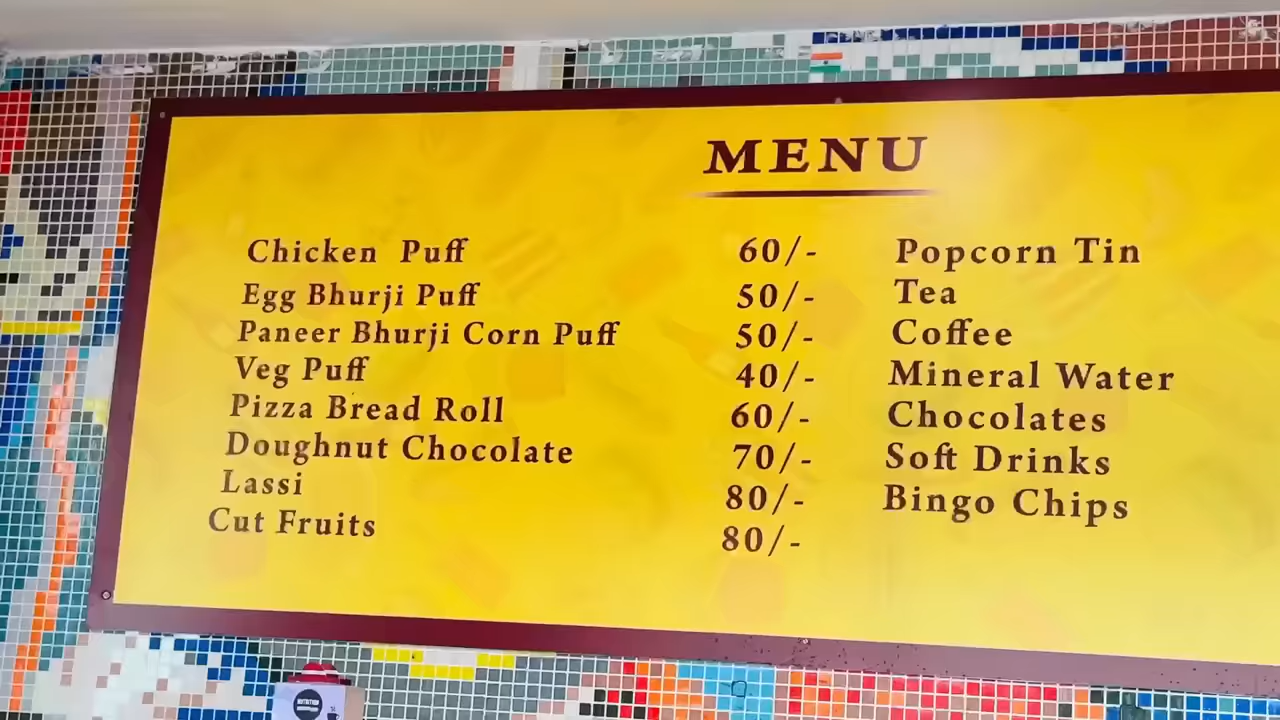 MENU
Chicken Puff 60/-
Egg Bhurji Puff 50/-
Paneer Bhurji Corn Puff 50/-
Veg Puff 40/-
Pizza Bread Roll 60/-
Doughnut Chocolate 70/-
Lassi 80/-
Cut Fruits 80/-
Popcorn Tin
Tea
Coffee
Mineral Water
Chocolates
Soft Drinks
Bingo Chips
NUTRITION